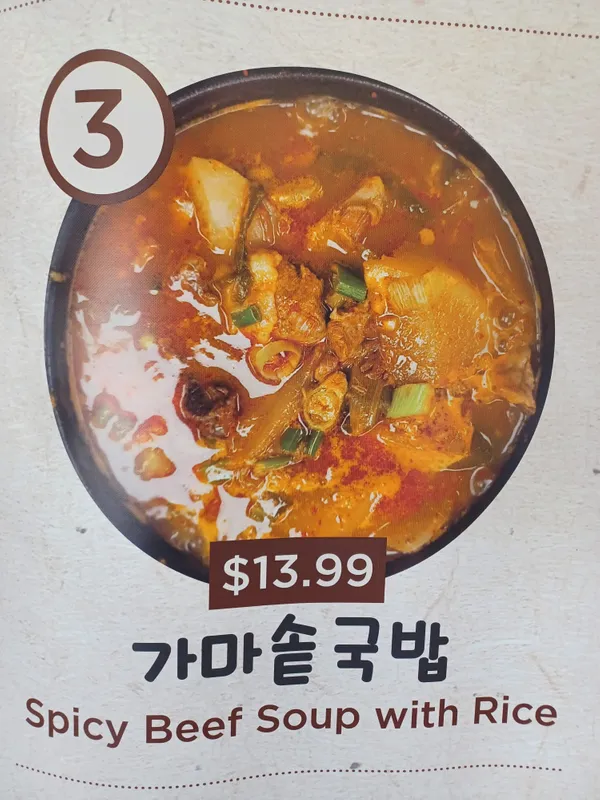 3
$13.99
가마솥 국밥
Spicy Beef Soup with Rice